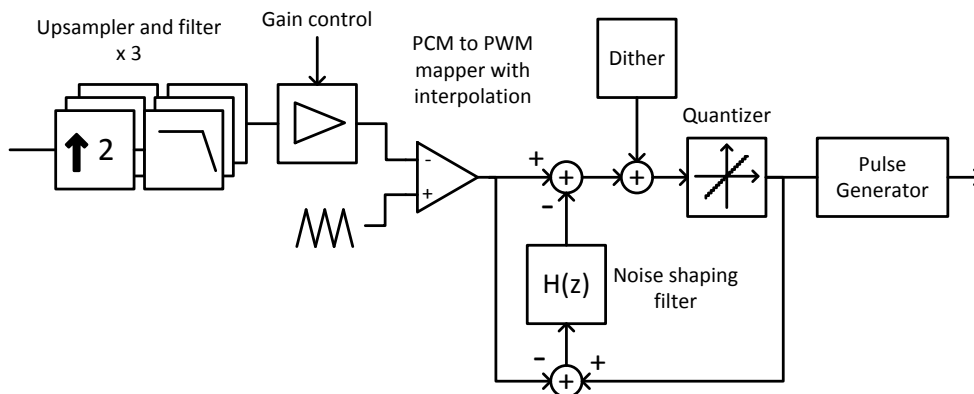 Upsampler and filter
x 3
Gain control
PCM to PWM
mapper with
interpolation
Dither
Quantizer
Pulse
Generator
2
-
+
+
−
+
+
H(z)
Noise shaping
filter
−
+
+